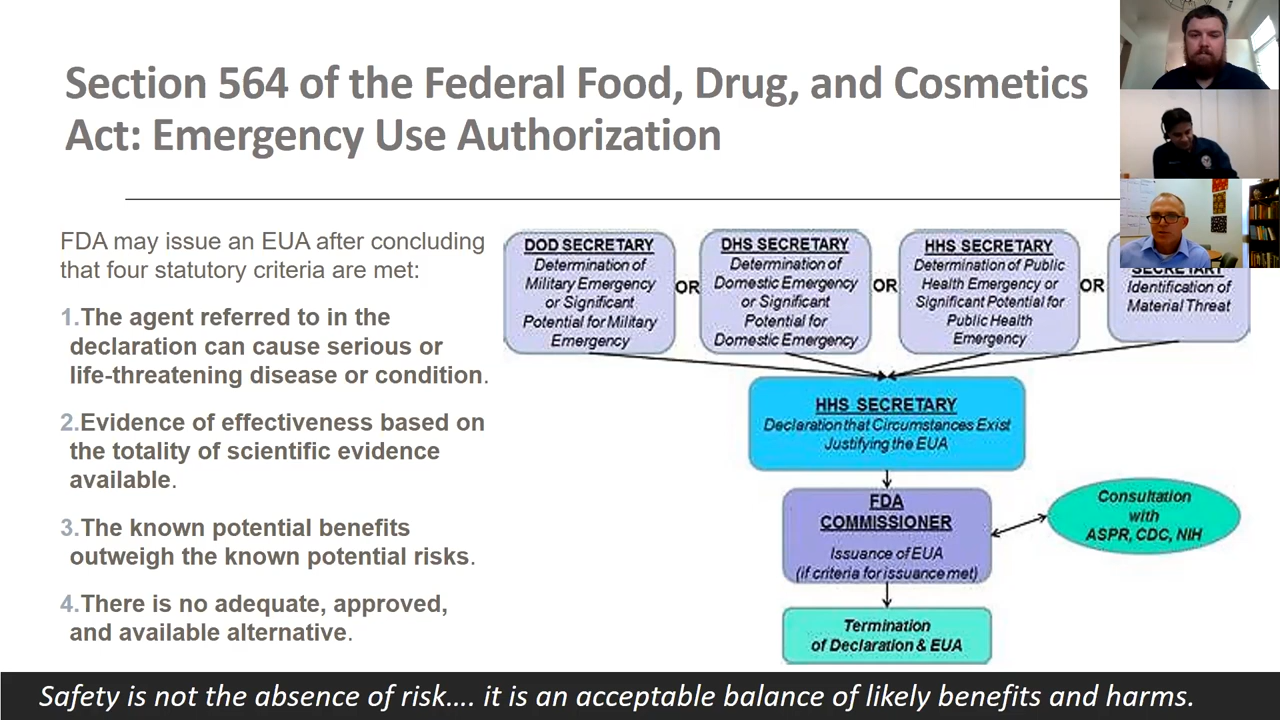 Section 564 of the Federal Food, Drug, and Cosmetics
Act: Emergency Use Authorization
FDA may issue an EUA after concluding
that four statutory criteria are met:
1.The agent referred to in the
declaration can cause serious or
life-threatening disease or condition.
2.Evidence of effectiveness based on
the totality of scientific evidence
available.
3.The known potential benefits
outweigh the known potential risks.
4.There is no adequate, approved,
and available alternative.
DOD SECRETARY
Determination of
Military Emergency
or Significant
Potential for Military
Emergency
OR
DHS SECRETARY
Determination of
Domestic Emergency
or Significant
Potential for
Domestic Emergency
OR
HHS SECRETARY
Determination of Public
Health Emergency or
Significant Potential for
Public Health
Emergency
OR
SECRETARY
Identification of
Material Threat
HHS SECRETARY
Declaration that Circumstances Exist
Justifying the EUA
FDA
COMMISSIONER
Issuance of EUA
(if criteria for issuance met)
Consultation
with
ASPR, CDC, NIH
Termination
of Declaration & EUA
Safety is not the absence of risk…. it is an acceptable balance of likely benefits and harms.